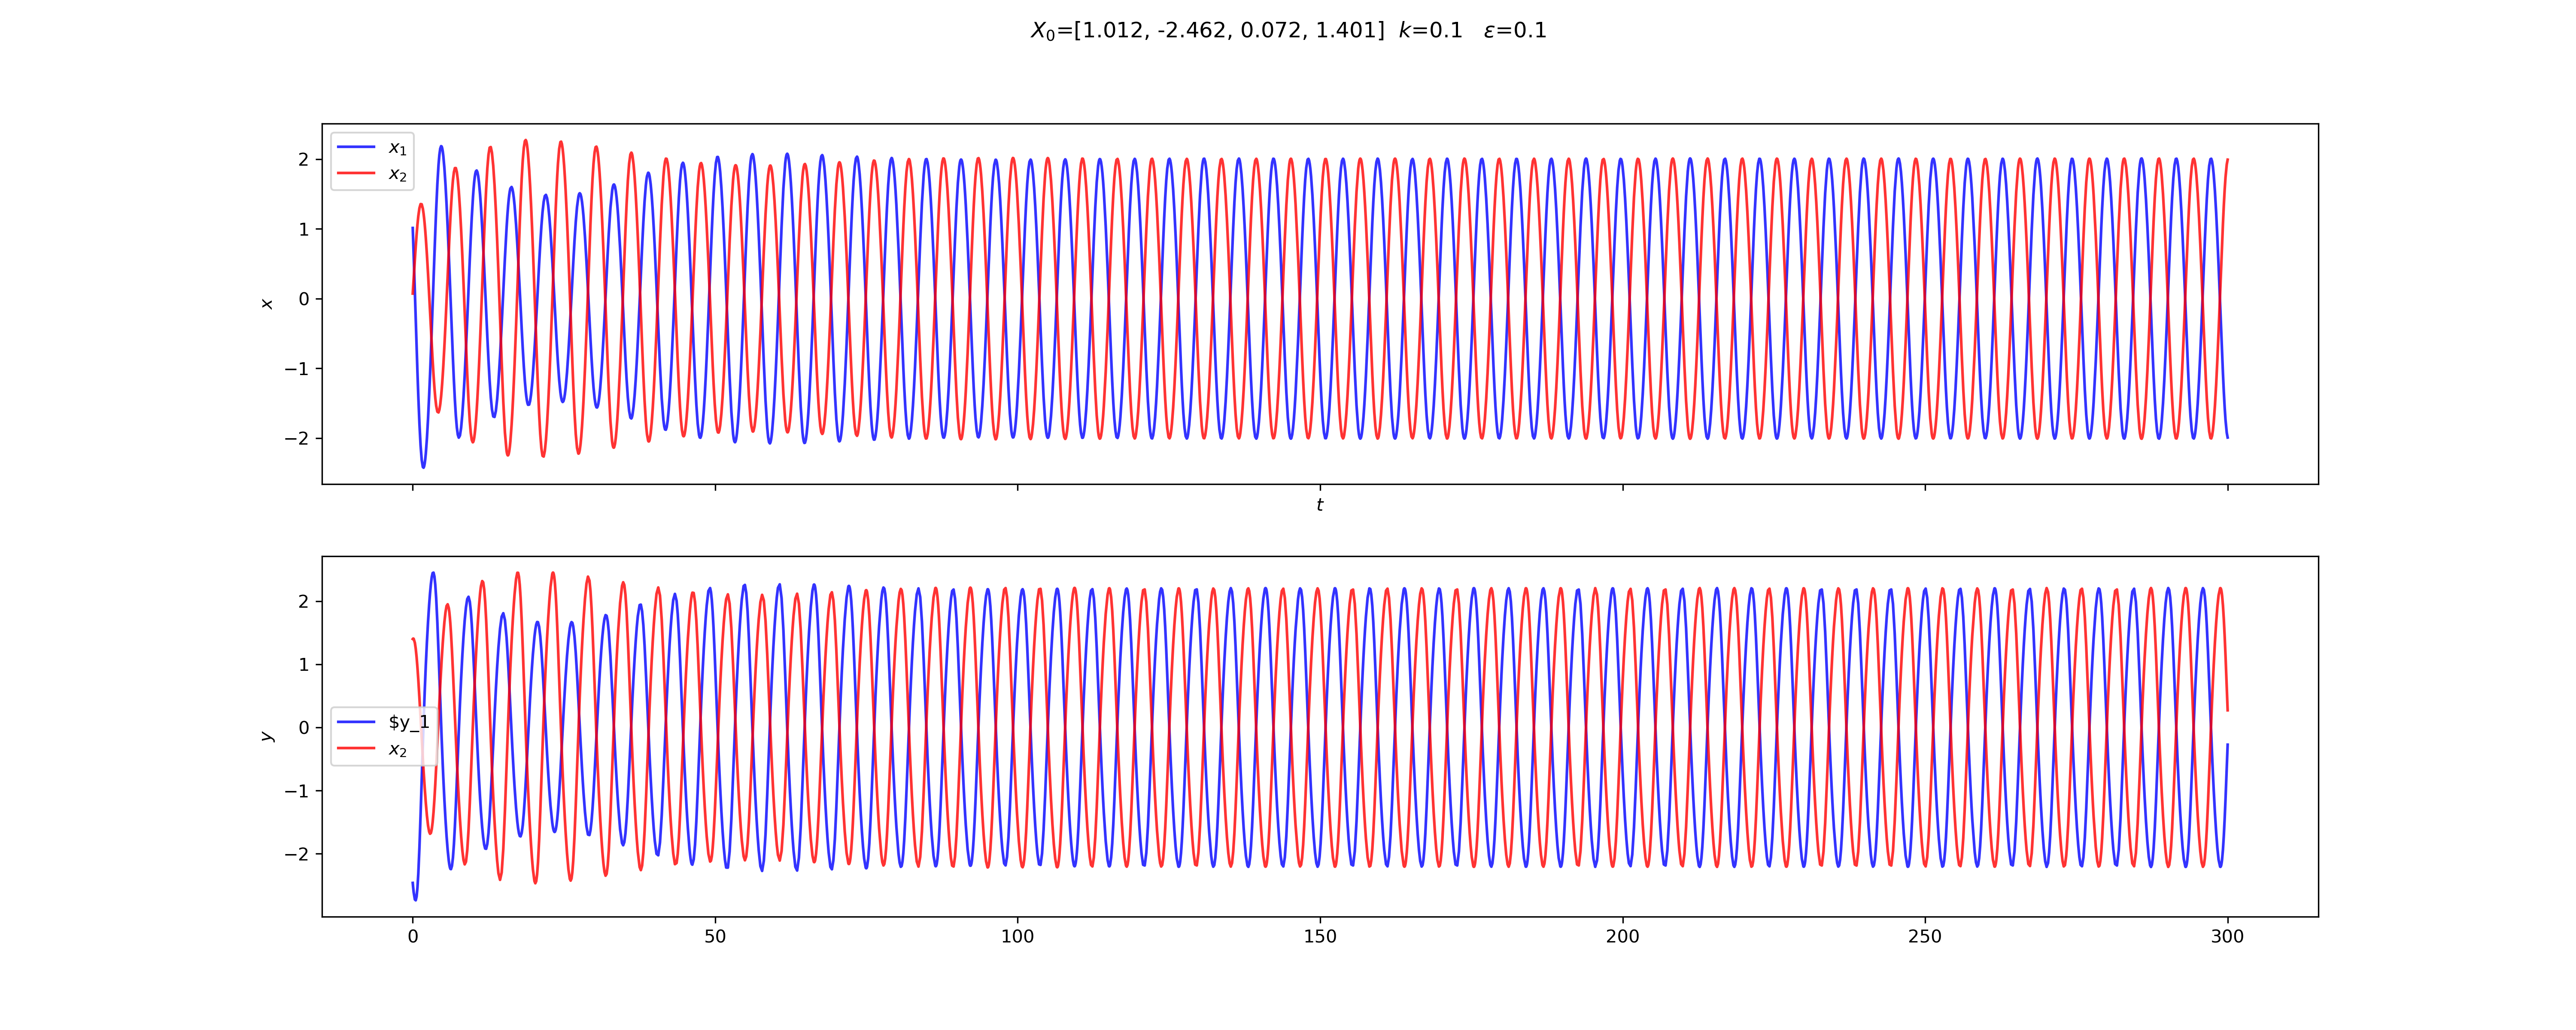 X₀=[1.012, -2.462, 0.072, 1.401] k=0.1 ε=0.1
x₁
x₂
2
1
0
−1
−2
x
t
$y_1
x₂
2
1
0
−1
−2
y
0 50 100 150 200 250 300